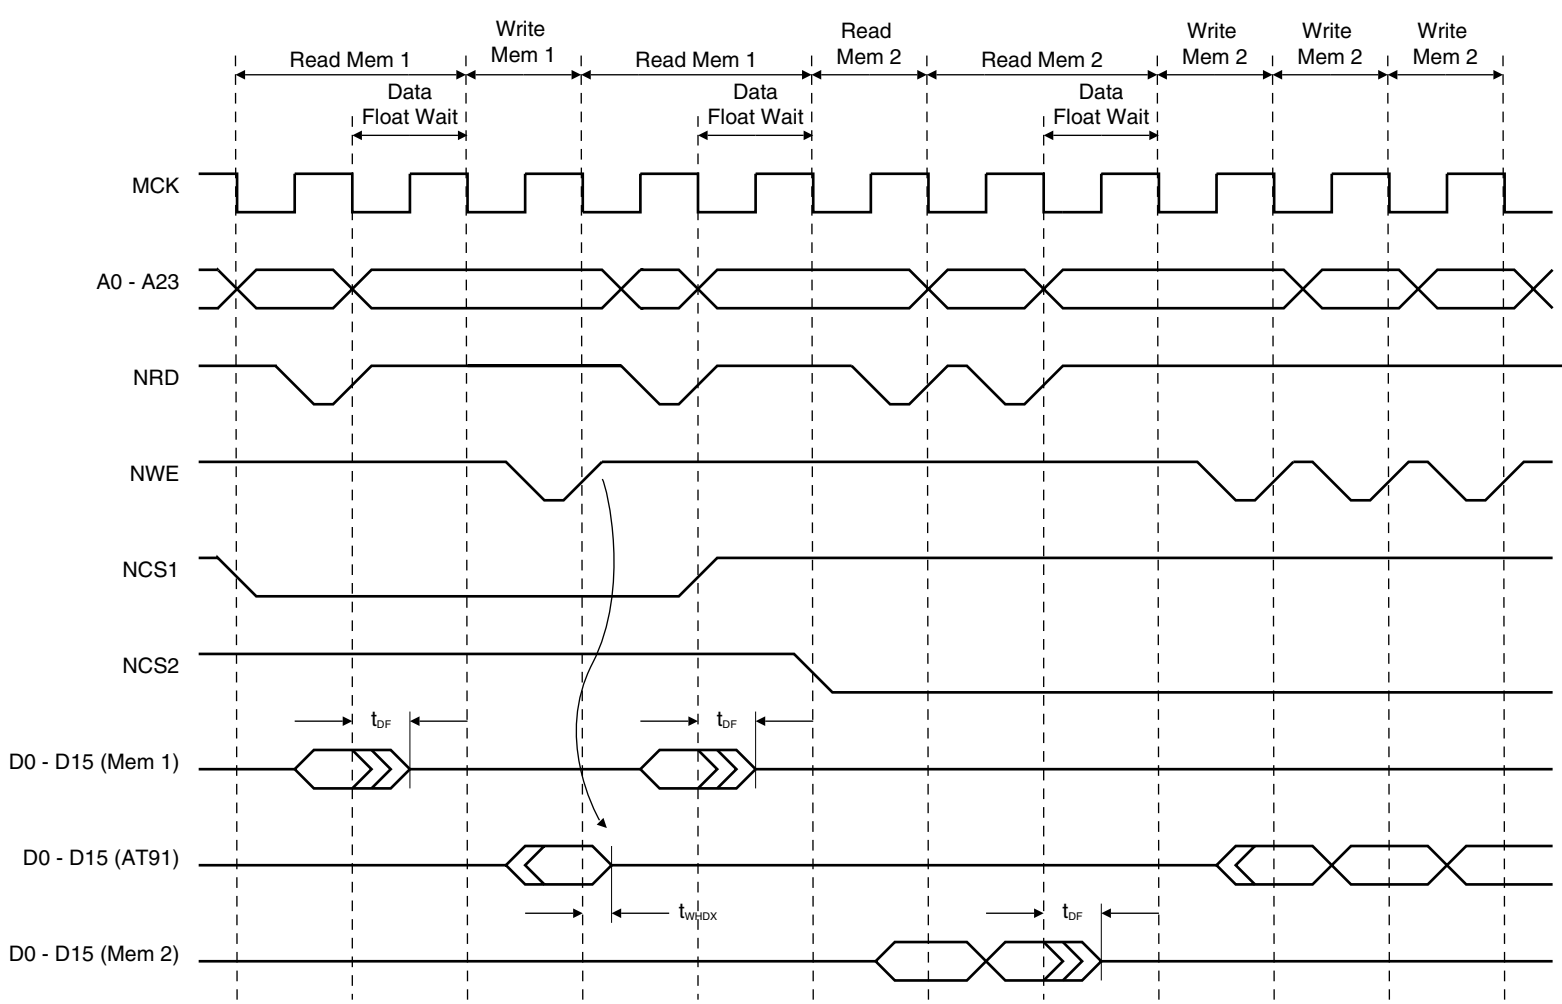 Write
Mem 1
Read
Mem 2
Write
Mem 2
Write
Mem 2
Write
Mem 2
Read Mem 1
Read Mem 1
Read Mem 2
Data
Float Wait
Data
Float Wait
Data
Float Wait
MCK
A0 - A23
NRD
NWE
NCS1
NCS2
tDF
tDF
D0 - D15 (Mem 1)
D0 - D15 (AT91)
tWHDX
tDF
D0 - D15 (Mem 2)